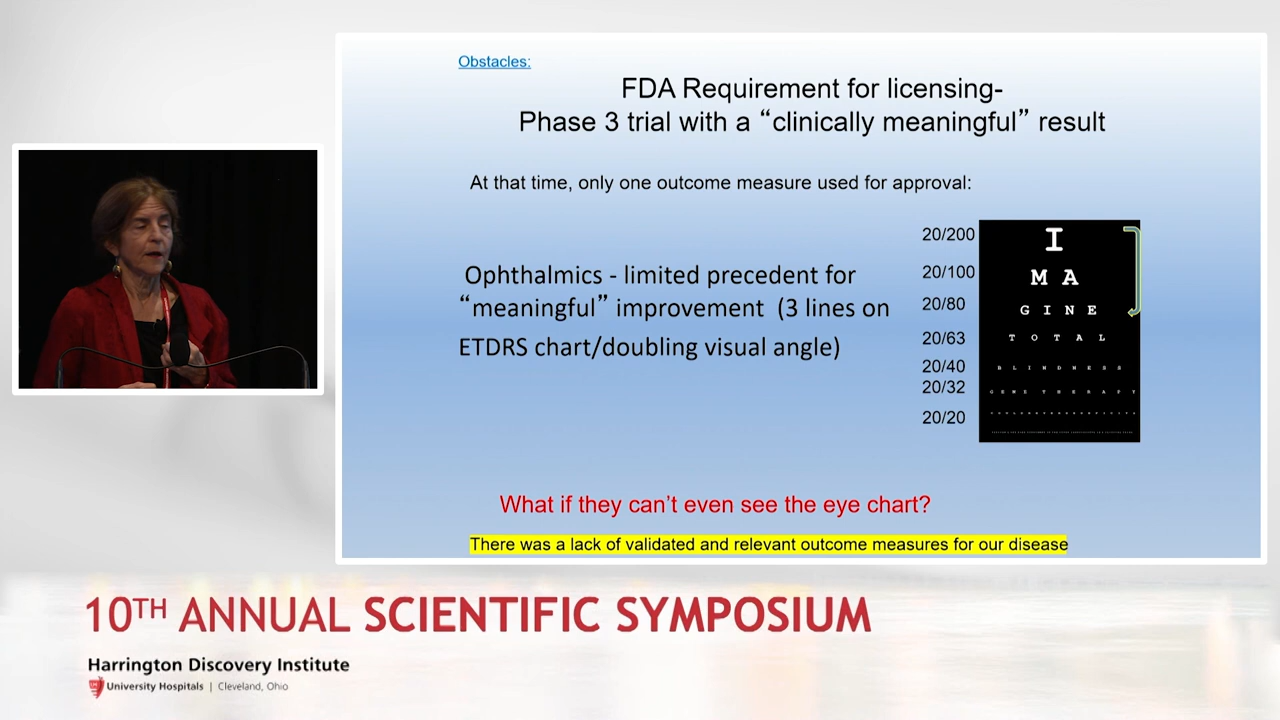 Obstacles:
FDA Requirement for licensing-
Phase 3 trial with a “clinically meaningful” result
At that time, only one outcome measure used for approval:
Ophthalmics - limited precedent for
“meaningful” improvement (3 lines on
ETDRS chart/doubling visual angle)
20/200
20/100
20/80
20/63
20/40
20/32
20/20
I
M A
G I N E
T O T A L
B L I N D N E S S
G E N E T H E R A P Y
What if they can’t even see the eye chart?
There was a lack of validated and relevant outcome measures for our disease
10TH ANNUAL SCIENTIFIC SYMPOSIUM
Harrington Discovery Institute
University Hospitals | Cleveland, Ohio